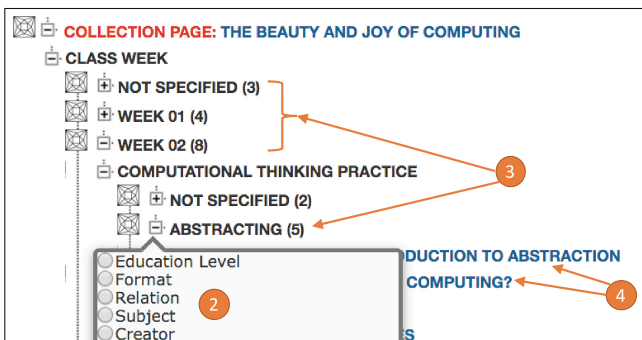 COLLECTION PAGE: THE BEAUTY AND JOY OF COMPUTING
CLASS WEEK
NOT SPECIFIED (3)
WEEK 01 (4)
WEEK 02 (8)
3
COMPUTATIONAL THINKING PRACTICE
NOT SPECIFIED (2)
ABSTRACTING (5)
TO ABSTRACTION
Education Level
COMPUTING?
4
Format
Relation
2
Subject
Creator